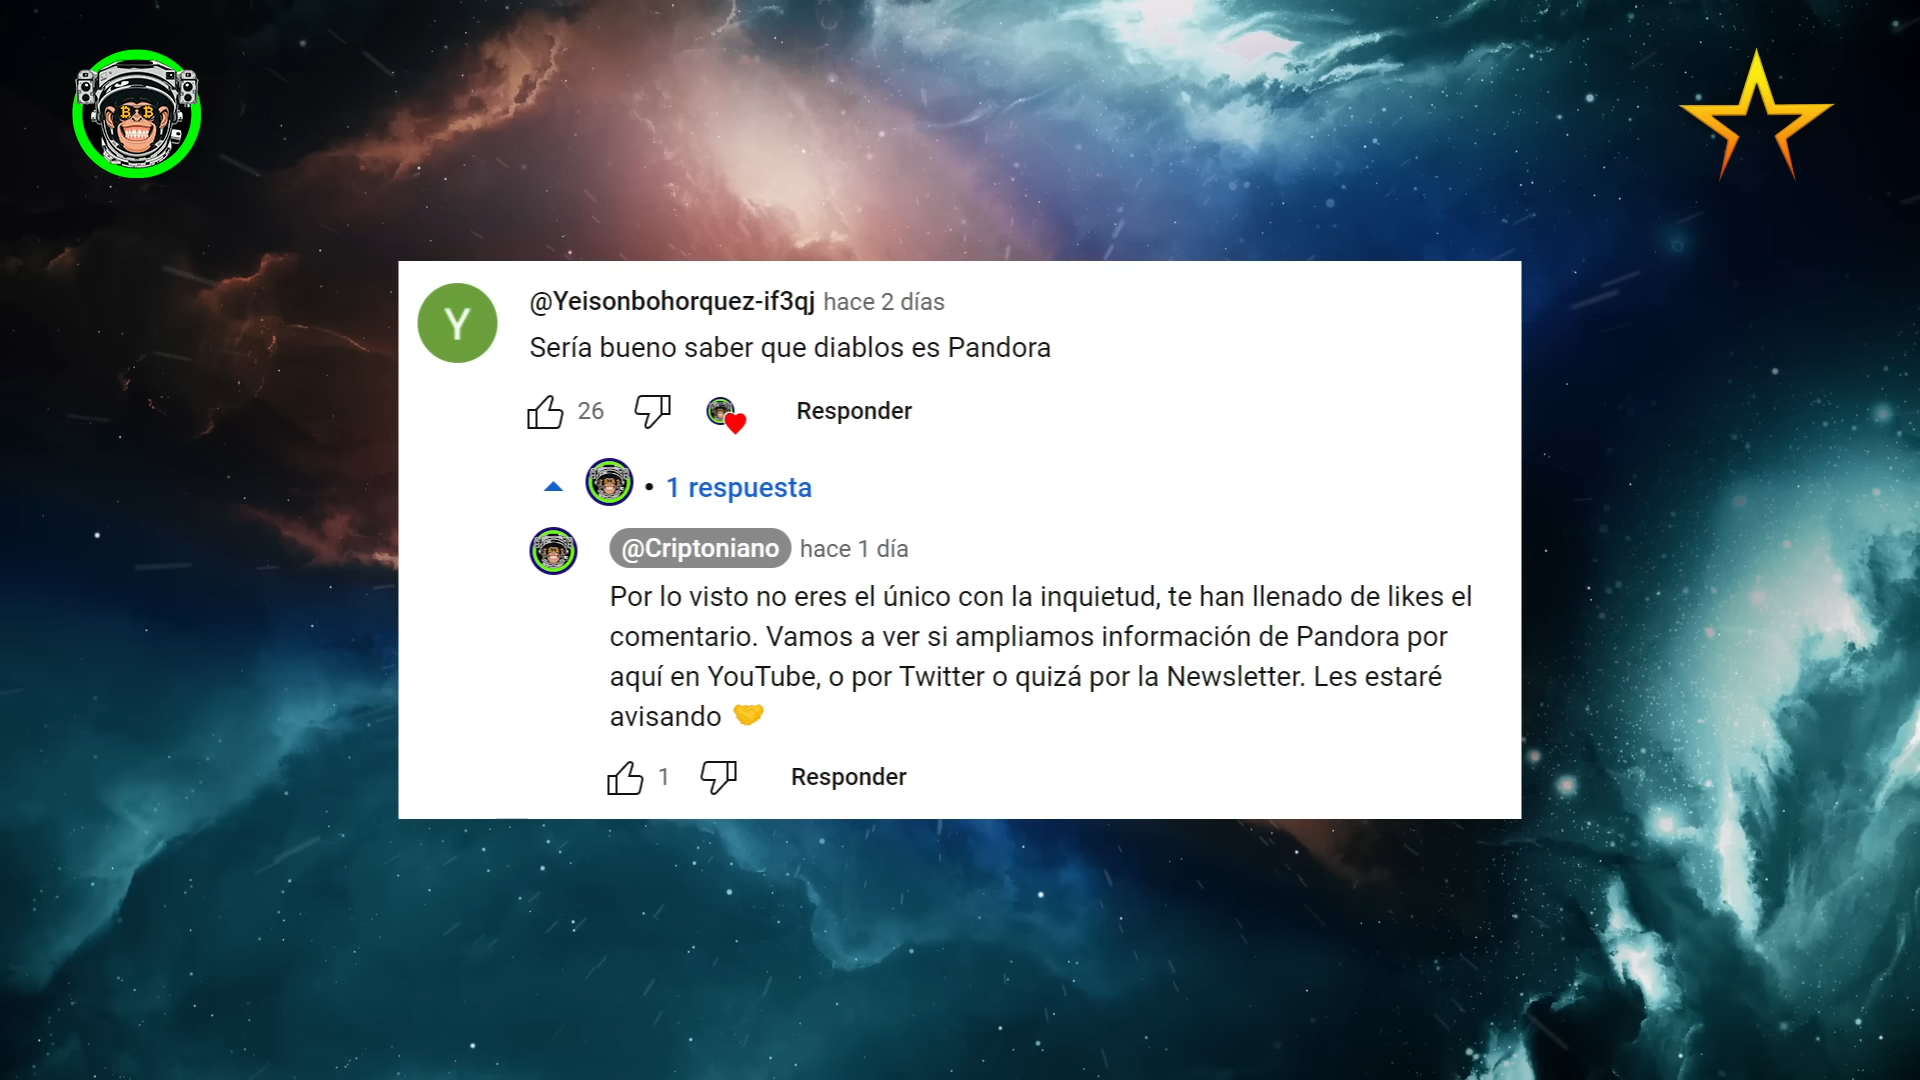 @Yeisonbohorquez-if3qj hace 2 días
Sería bueno saber que diablos es Pandora
Y
26 Responder
• 1 respuesta
@Criptoniano hace 1 día
Por lo visto no eres el único con la inquietud, te han llenado de likes el
comentario. Vamos a ver si ampliamos información de Pandora por
aquí en YouTube, o por Twitter o quizá por la Newsletter. Les estaré
avisando 🤝
1 Responder